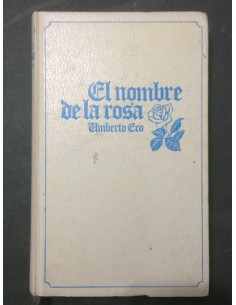 El nombre
de la rosa
Umberto Eco